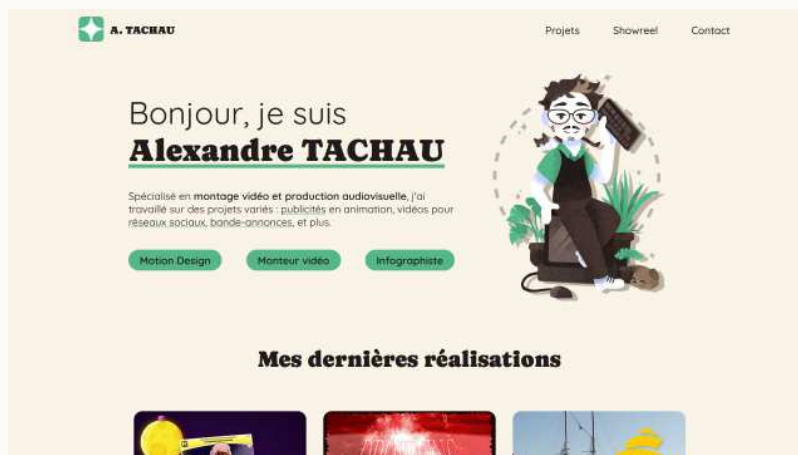 A. TACHAU
Projets Showreel Contact
Bonjour, je suis
Alexandre TACHAU
Spécialisé en montage vidéo et production audiovisuelle, j'ai
travaillé sur des projets variés : publicités en animation, vidéos pour
réseaux sociaux, bande-annonces, et plus.
Motion Design Monteur vidéo Infographiste
Mes dernières réalisations